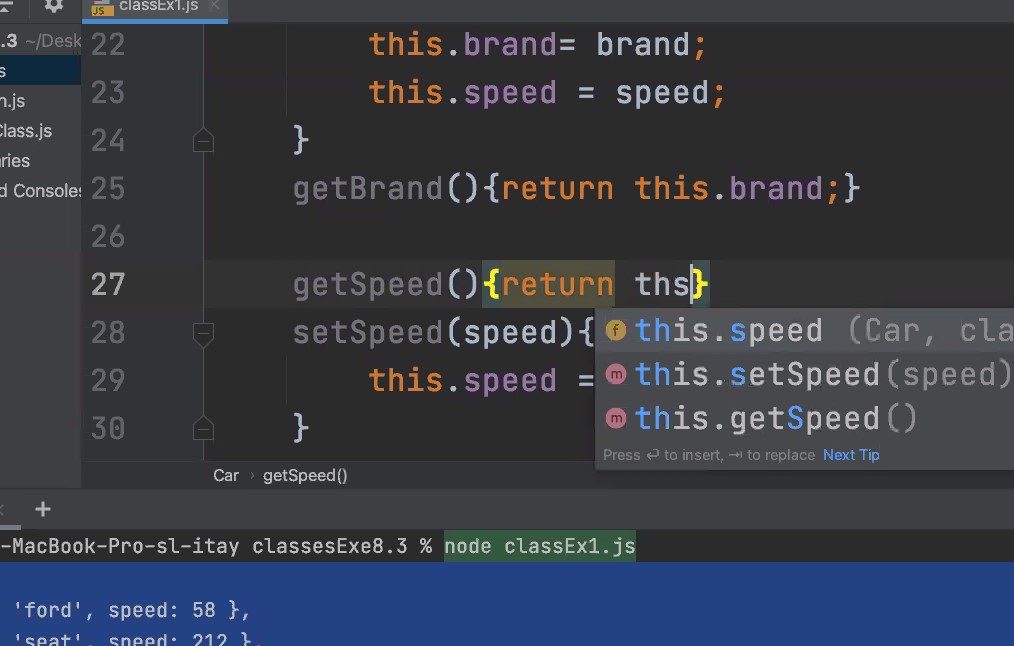 classEx1.js
.3 ~/Desk
s
n.js
Class.js
ries
d Consoles
22 this.brand= brand;
23 this.speed = speed;
24 }
25 getBrand(){return this.brand;}
26
27 getSpeed(){return ths}
28 setSpeed(speed){
29 this.speed =
30 }
this.speed (Car, cla
this.setSpeed(speed)
this.getSpeed()
Press ↵ to insert, → to replace Next Tip
Car › getSpeed()
+
-MacBook-Pro-sl-itay classesExe8.3 % node classEx1.js
'ford', speed: 58 },
'seat', speed: 212 },